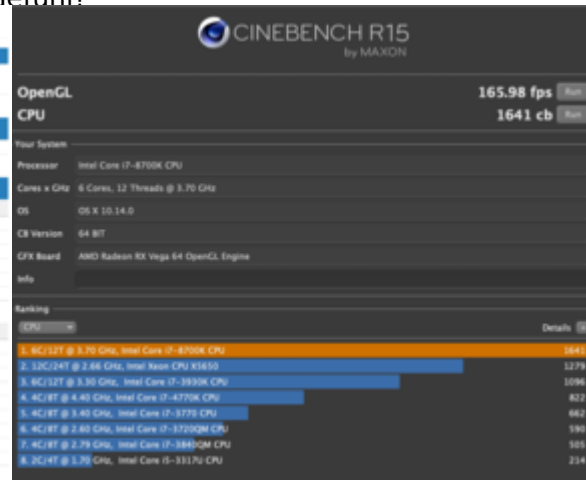 CINEBENCH R15
by MAXON
OpenGL 165.98 fps Run
CPU 1641 cb Run
Your System
Processor Intel Core i7-8700K CPU
Cores x GHz 6 Cores, 12 Threads @ 3.70 GHz
OS OS X 10.14.0
CB Version 64 BIT
GFX Board AMD Radeon RX Vega 64 OpenGL Engine
Info
Ranking
CPU Details
1. 6C/12T @ 3.70 GHz, Intel Core i7-8700K CPU 1641
2. 12C/24T @ 2.66 GHz, Intel Xeon CPU X5650 1279
3. 6C/12T @ 3.30 GHz, Intel Core i7-3930K CPU 1096
4. 4C/8T @ 4.40 GHz, Intel Core i7-4770K CPU 822
5. 4C/8T @ 3.40 GHz, Intel Core i7-3770 CPU 662
6. 4C/8T @ 2.60 GHz, Intel Core i7-3720QM CPU 590
7. 4C/8T @ 2.79 GHz, Intel Core i7-3840QM CPU 505
8. 2C/4T @ 1.70 GHz, Intel Core i5-3317U CPU 214